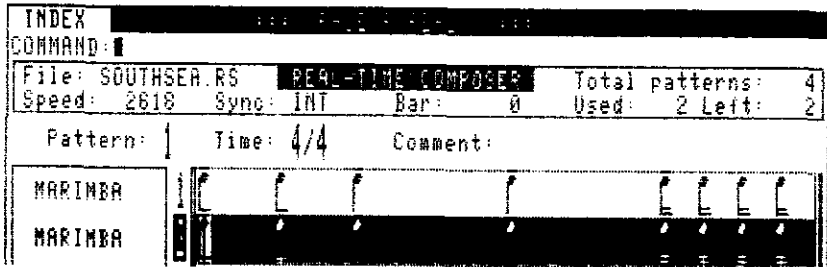 INDEX
COMMAND:
File: SOUTHSEA.RS REAL-TIME COMPOSER Total patterns: 4
Speed: 2618 Sync: INT Bar: 0 Used: 2 Left: 2
Pattern: 1 Time: 4/4 Comment:
MARIMBA
MARIMBA